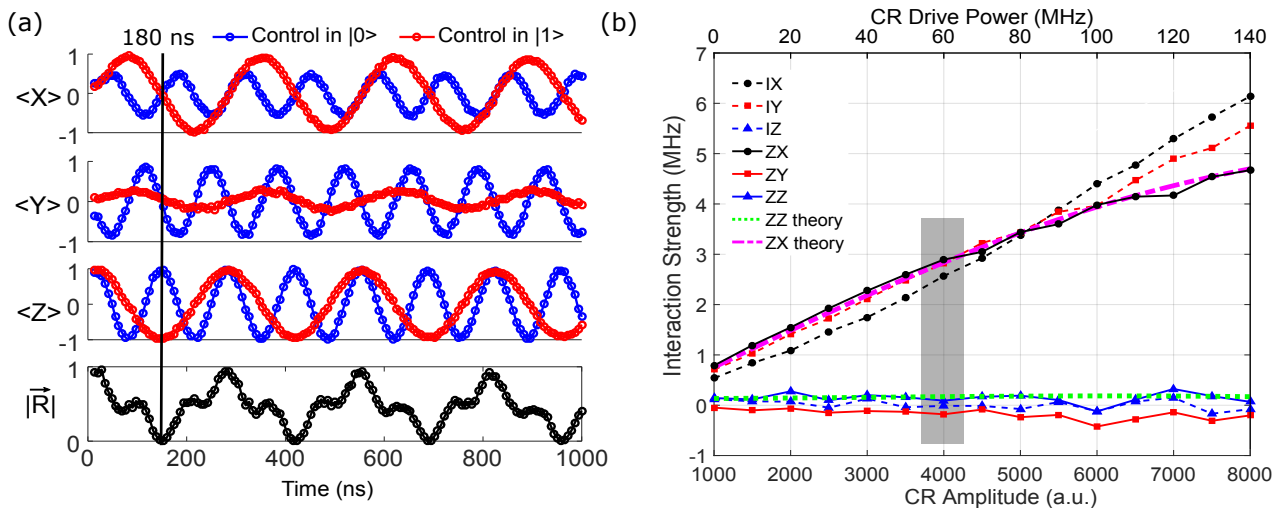 (a)
180 ns
Control in |0>
Control in |1>
<X>
1
0
-1
<Y>
1
0
-1
<Z>
1
0
-1
|R⃗|
1
0
0 200 400 600 800 1000
Time (ns)
(b)
CR Drive Power (MHz)
0 20 40 60 80 100 120 140
Interaction Strength (MHz)
7
6
5
4
3
2
1
0
-1
IX
IY
IZ
ZX
ZY
ZZ
ZZ theory
ZX theory
1000 2000 3000 4000 5000 6000 7000 8000
CR Amplitude (a.u.)